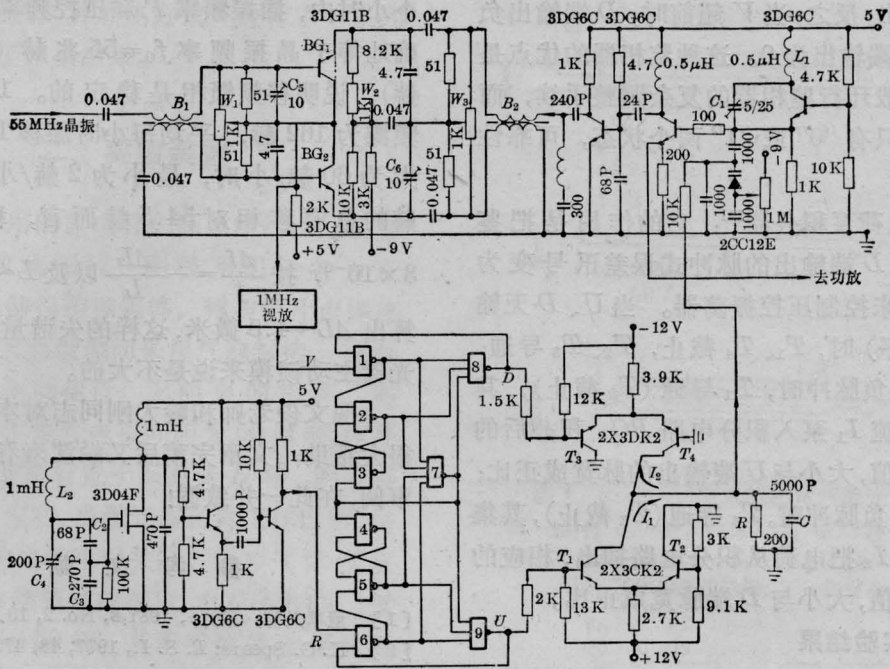 3DG11B
0.047
0.047
3DG6C 3DG6C
3DG6C
5 V
BG₁
8.2K
4.7
51
W₂
1K
1K
4.7
0.5μH
0.5μH
L₁
4.7K
0.047
B₁
W₁
51
C₅
10
0.047
W₃
B₂
240P
24P
C₁
5/25
55MHz晶振
1K
1K
100
-9V
51
4.7
BG₂
C₆
10
51
200
1000
0.047
10K
3K
0.047
300
68P
10K
1000
1000
1M
1K
10K
2K
3DG11B
2CC12E
+5V
-9V
去功放
1MHz
视放
V
1
8
D
-12V
3.9K
5V
2
1.5K
12K
2X3DK2
T₃
T₄
1mH
10K
1K
3
7
1mH
L₂
3D04F
4.7K
I₂
5000P
68P
C₂
470P
1000P
4
I₁
R
C
200P
C₄
270P
C₃
100K
4.7K
T₁
T₂
3K
200
1K
5
2X3CK2
3DG6C 3DG6C
R
6
9
U
2K
13K
2.7K
9.1K
+12V